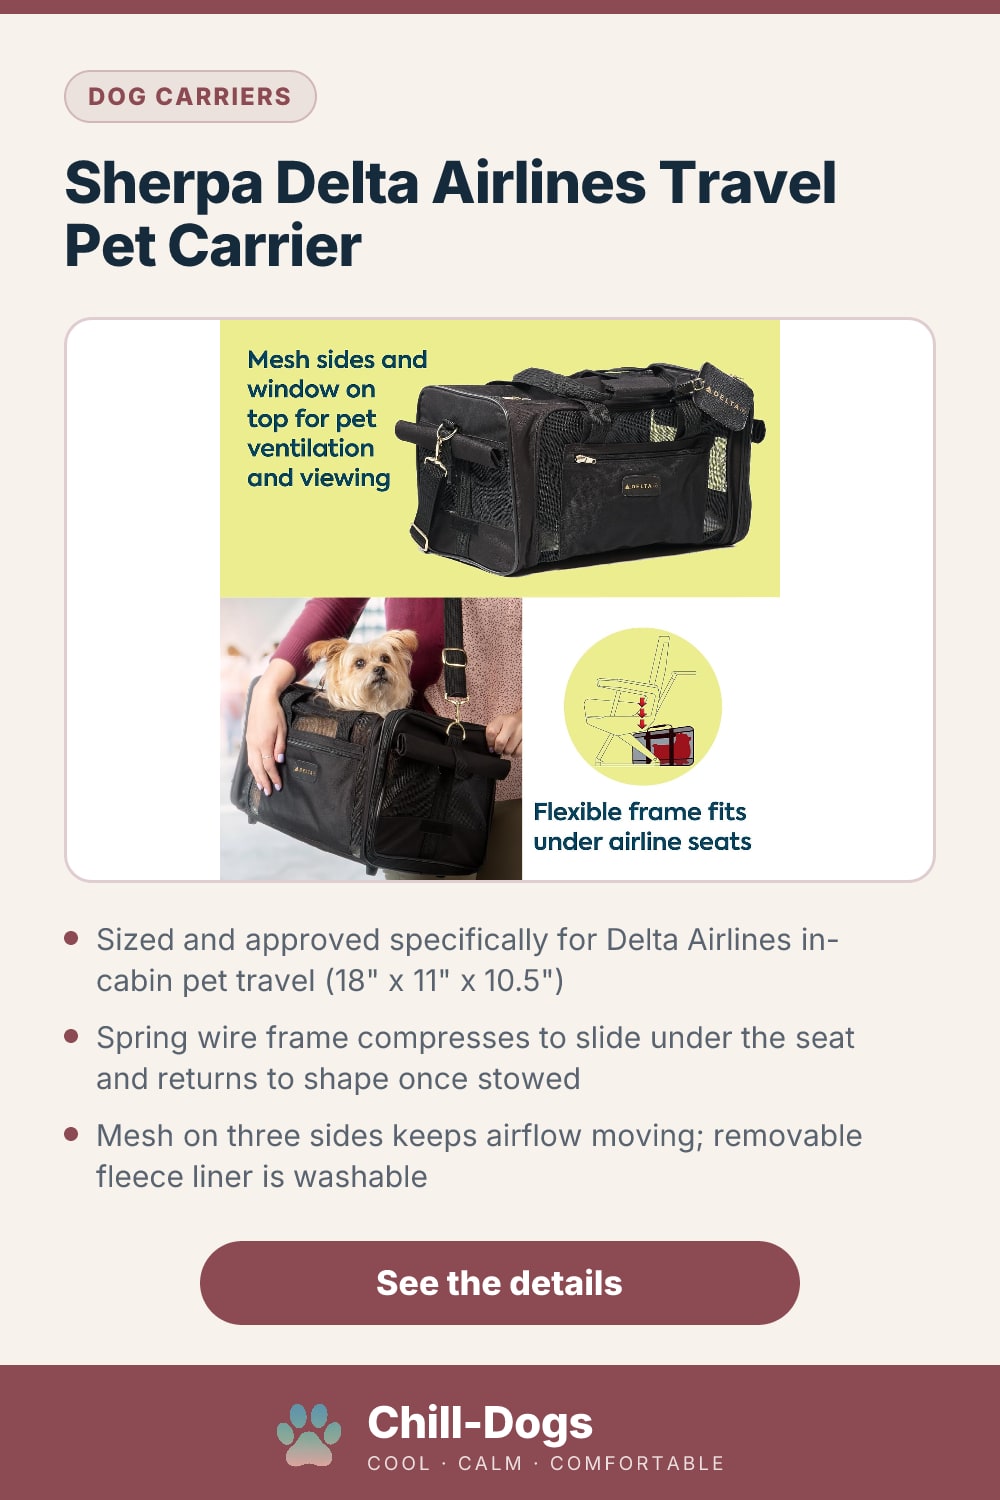 DOG CARRIERS
Sherpa Delta Airlines Travel
Pet Carrier
Mesh sides and
window on
top for pet
ventilation
and viewing
DELTA
DELTA
DELTA
Flexible frame fits
under airline seats
Sized and approved specifically for Delta Airlines in-
cabin pet travel (18" x 11" x 10.5")
Spring wire frame compresses to slide under the seat
and returns to shape once stowed
Mesh on three sides keeps airflow moving; removable
fleece liner is washable
See the details
Chill-Dogs
COOL · CALM · COMFORTABLE